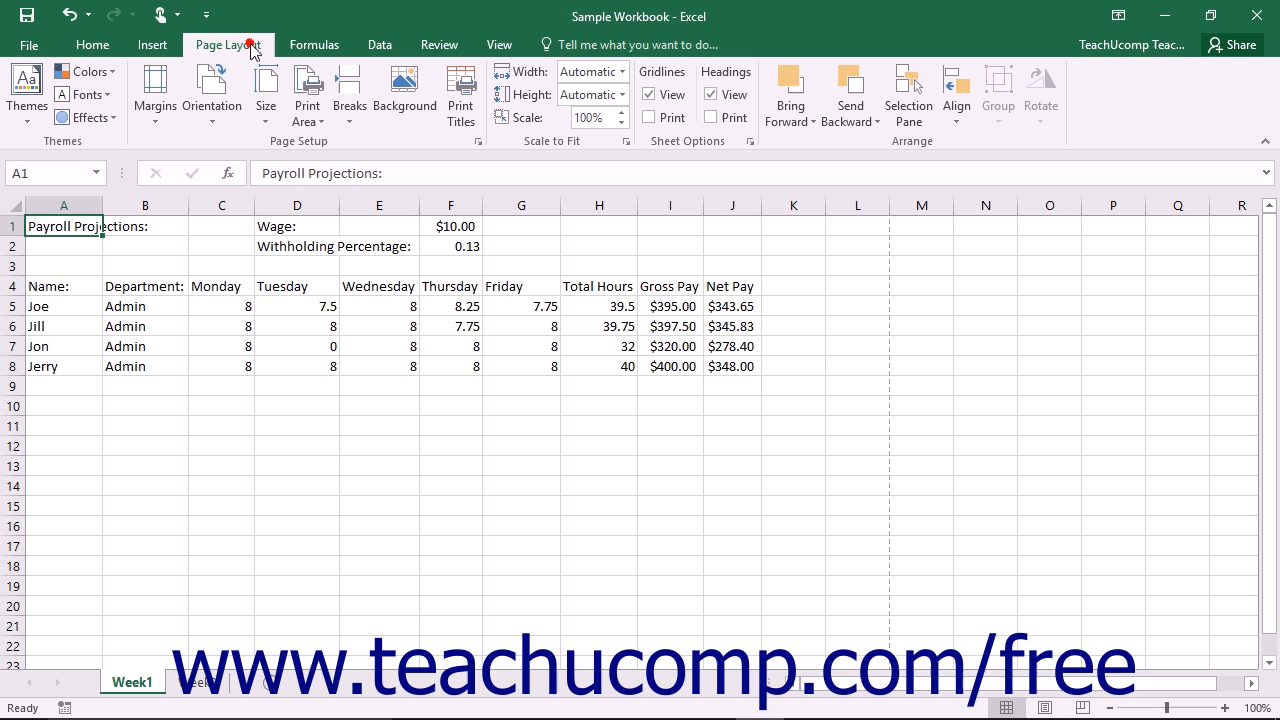 Sample Workbook - Excel
File Home Insert Page Layout Formulas Data Review View Tell me what you want to do... TeachUcomp Teac... Share
Themes Colors Fonts Effects Margins Orientation Size Print Area Breaks Background Print Titles Width: Automatic Height: Automatic Scale: 100% Gridlines View Print Headings View Print Bring Forward Send Backward Selection Pane Align Group Rotate
Themes Page Setup Scale to Fit Sheet Options Arrange
A1 fx Payroll Projections:
A B C D E F G H I J K L M N O P Q R
1 Payroll Projections: Wage: $10.00
2 Withholding Percentage: 0.13
3
4 Name: Department: Monday Tuesday Wednesday Thursday Friday Total Hours Gross Pay Net Pay
5 Joe Admin 8 7.5 8 8.25 7.75 39.5 $395.00 $343.65
6 Jill Admin 8 8 8 7.75 8 39.75 $397.50 $345.83
7 Jon Admin 8 0 8 8 8 32 $320.00 $278.40
8 Jerry Admin 8 8 8 8 8 40 $400.00 $348.00
9
10
11
12
13
14
15
16
17
18
19
20
21
22
23
www.teachucomp.com/free
Week1
Ready 100%